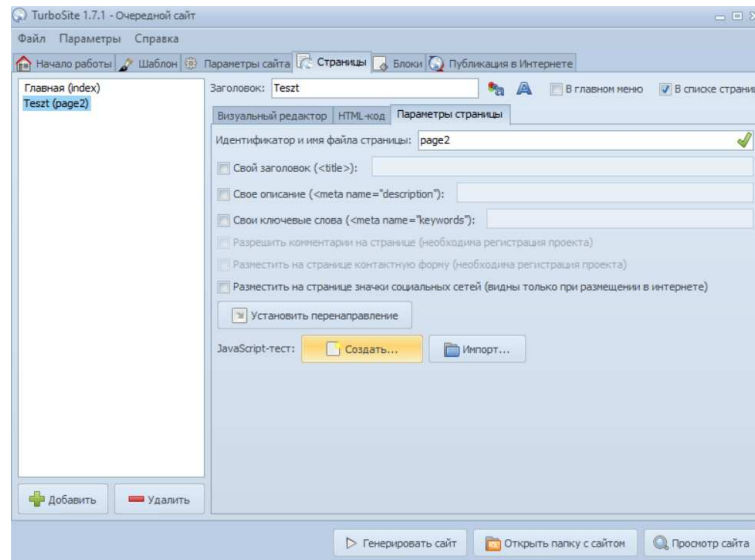 TurboSite 1.7.1 - Очередной сайт
Файл Параметры Справка
Начало работы Шаблон Параметры сайта Страницы Блоки Публикация в Интернете
Главная (index)
Teszt (page2)
Заголовок: Teszt В главном меню В списке страни
Визуальный редактор HTML-код Параметры страницы
Идентификатор и имя файла страницы: page2
Свой заголовок (<title>):
Свое описание (<meta name="description"):
Свои ключевые слова (<meta name="keywords"):
Разрешить комментарии на странице (необходима регистрация проекта)
Разместить на странице контактную форму (необходима регистрация проекта)
Разместить на странице значки социальных сетей (видны только при размещении в интернете)
Установить перенаправление
JavaScript-тест: Создать... Импорт...
Добавить Удалить
Генерировать сайт Открыть папку с сайтом Просмотр сайта